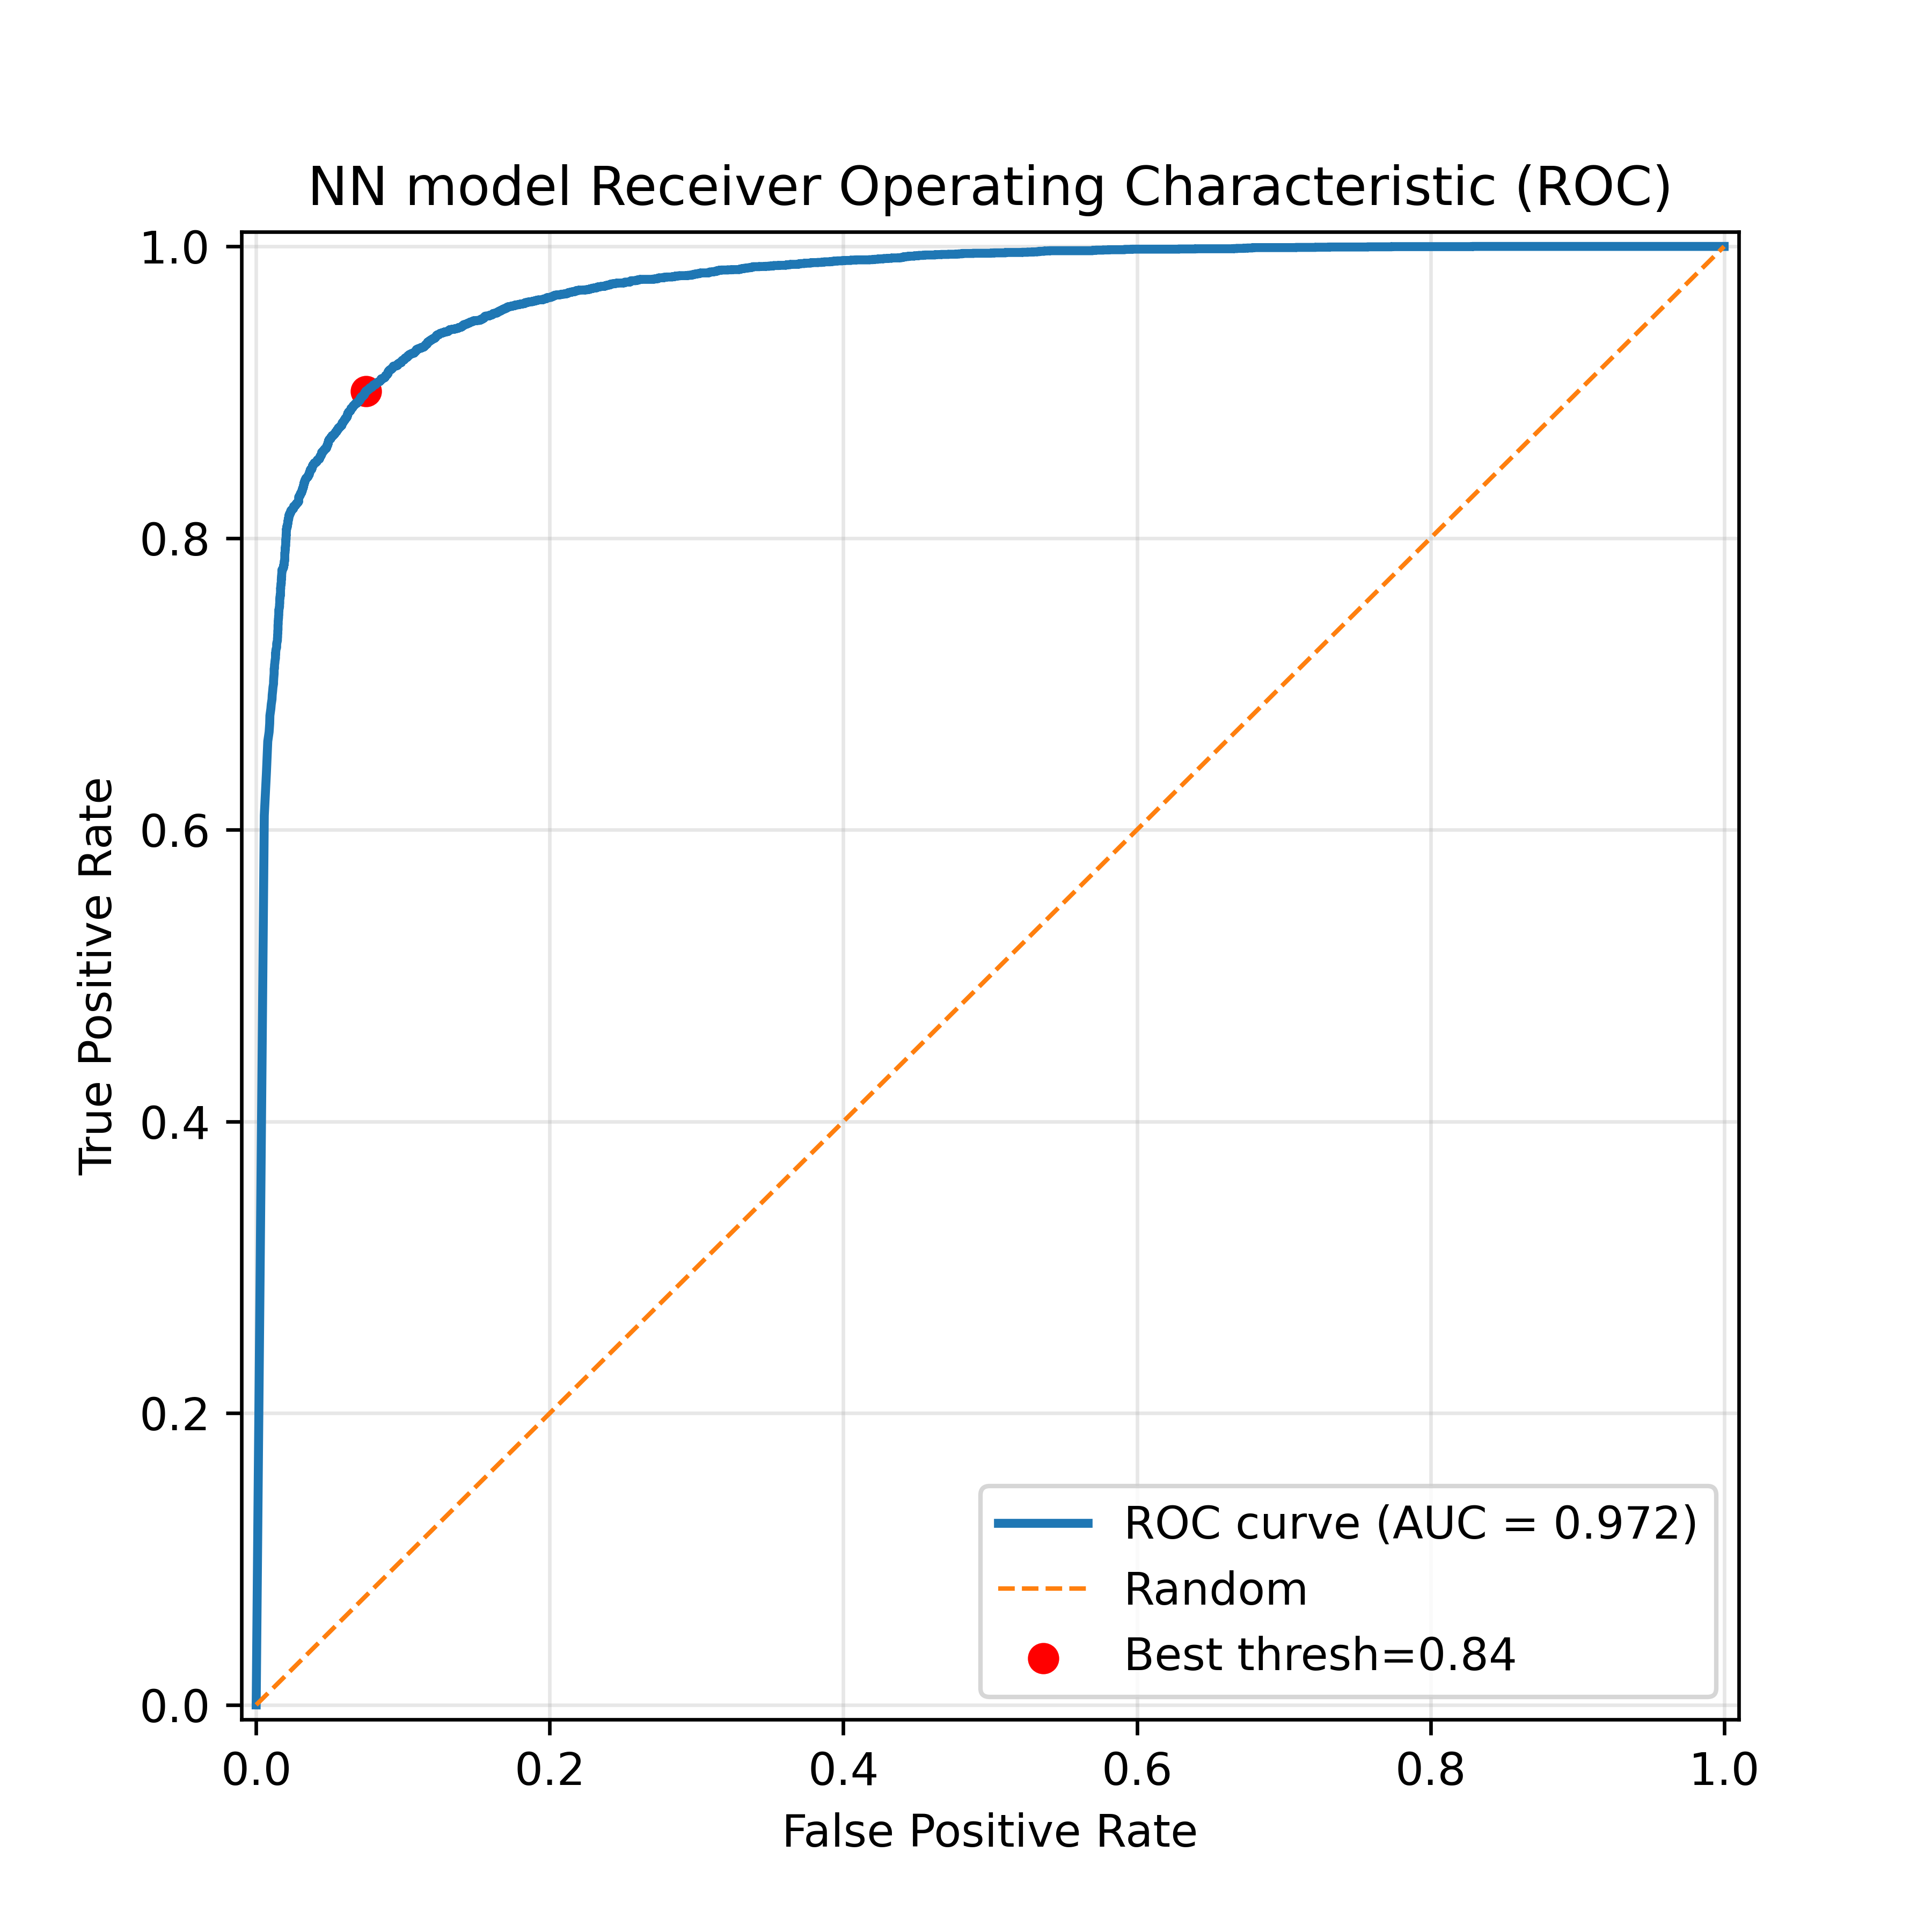 NN model Receiver Operating Characteristic (ROC)
1.0
0.8
0.6
0.4
0.2
0.0
True Positive Rate
ROC curve (AUC = 0.972)
Random
Best thresh=0.84
0.0 0.2 0.4 0.6 0.8 1.0
False Positive Rate